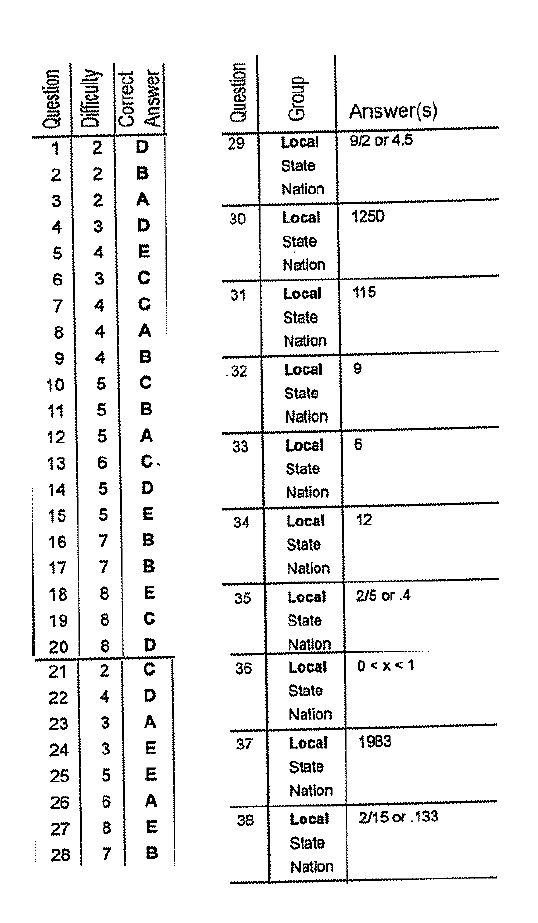 Question Difficulty Correct Answer
1 2 D
2 2 B
3 2 A
4 3 D
5 4 E
6 3 C
7 4 C
8 4 A
9 4 B
10 5 C
11 5 B
12 5 A
13 6 C
14 5 D
15 5 E
16 7 B
17 7 B
18 8 E
19 8 C
20 8 D
21 2 C
22 4 D
23 3 A
24 3 E
25 5 E
26 6 A
27 8 E
28 7 B
Question Group Answer(s)
29 Local 9/2 or 4.5
State
Nation
30 Local 1250
State
Nation
31 Local 115
State
Nation
32 Local 9
State
Nation
33 Local 6
State
Nation
34 Local 12
State
Nation
35 Local 2/5 or .4
State
Nation
36 Local 0 < x < 1
State
Nation
37 Local 1983
State
Nation
38 Local 2/15 or .133
State
Nation